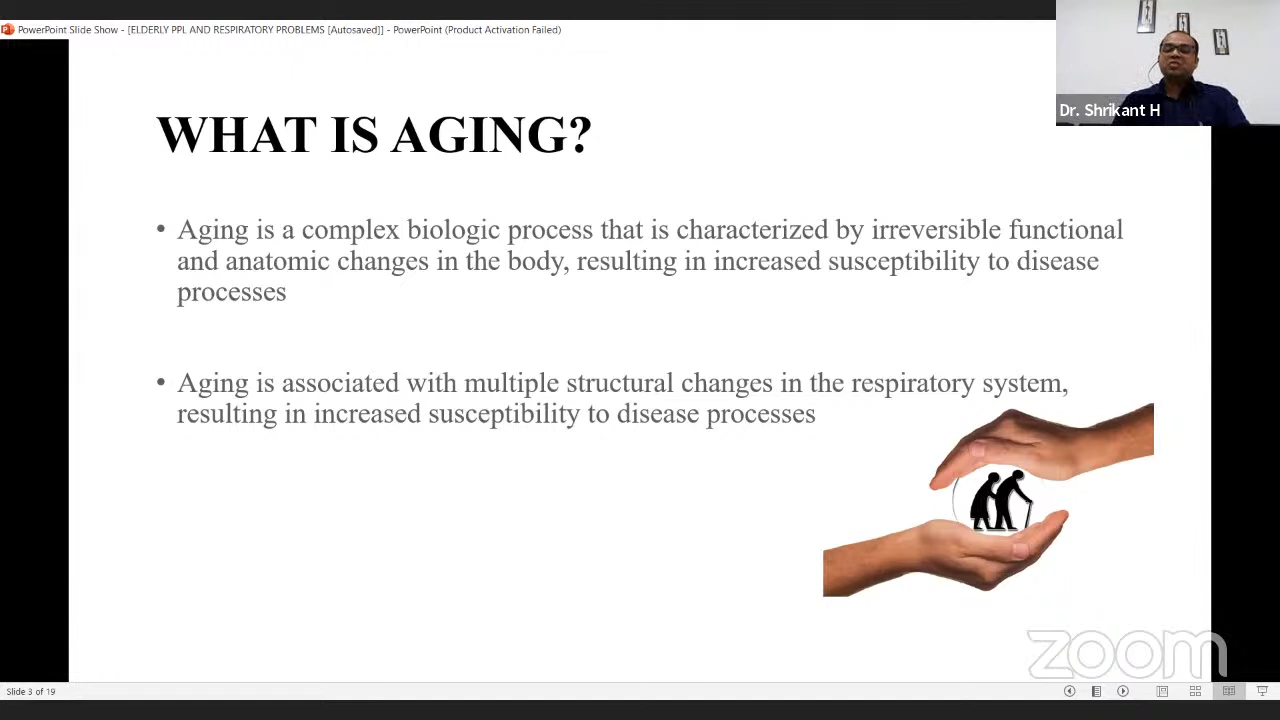 PowerPoint Slide Show - [ELDERLY PPL AND RESPIRATORY PROBLEMS [Autosaved]] - PowerPoint (Product Activation Failed)
Dr. Shrikant H
WHAT IS AGING?
• Aging is a complex biologic process that is characterized by irreversible functional
and anatomic changes in the body, resulting in increased susceptibility to disease
processes
• Aging is associated with multiple structural changes in the respiratory system,
resulting in increased susceptibility to disease processes
zoom
Slide 3 of 19